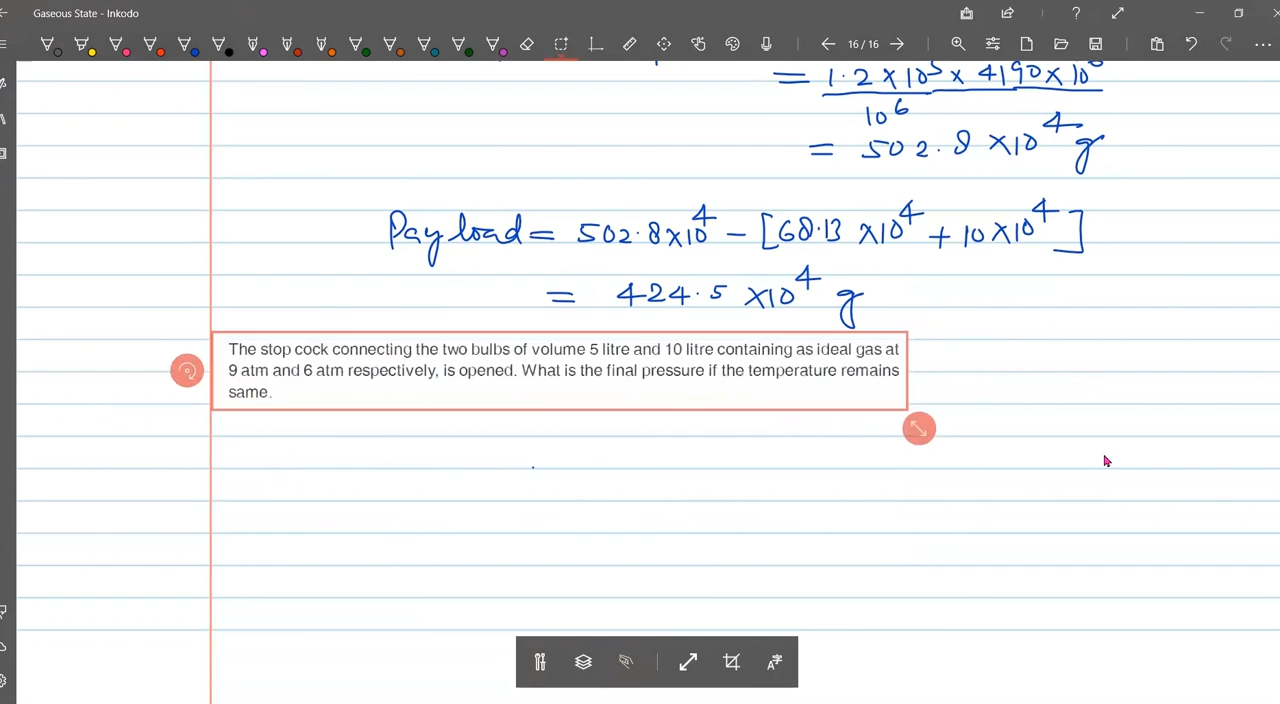 Gaseous State - Inkodo
16/16
= 1.2 × 10³ × 4190 × 10⁶
10⁶
= 502.8 × 10⁴ g
Payload = 502.8 × 10⁴ − [68.13 × 10⁴ + 10 × 10⁴]
= 424.5 × 10⁴ g
The stop cock connecting the two bulbs of volume 5 litre and 10 litre containing as ideal gas at
9 atm and 6 atm respectively, is opened. What is the final pressure if the temperature remains
same.